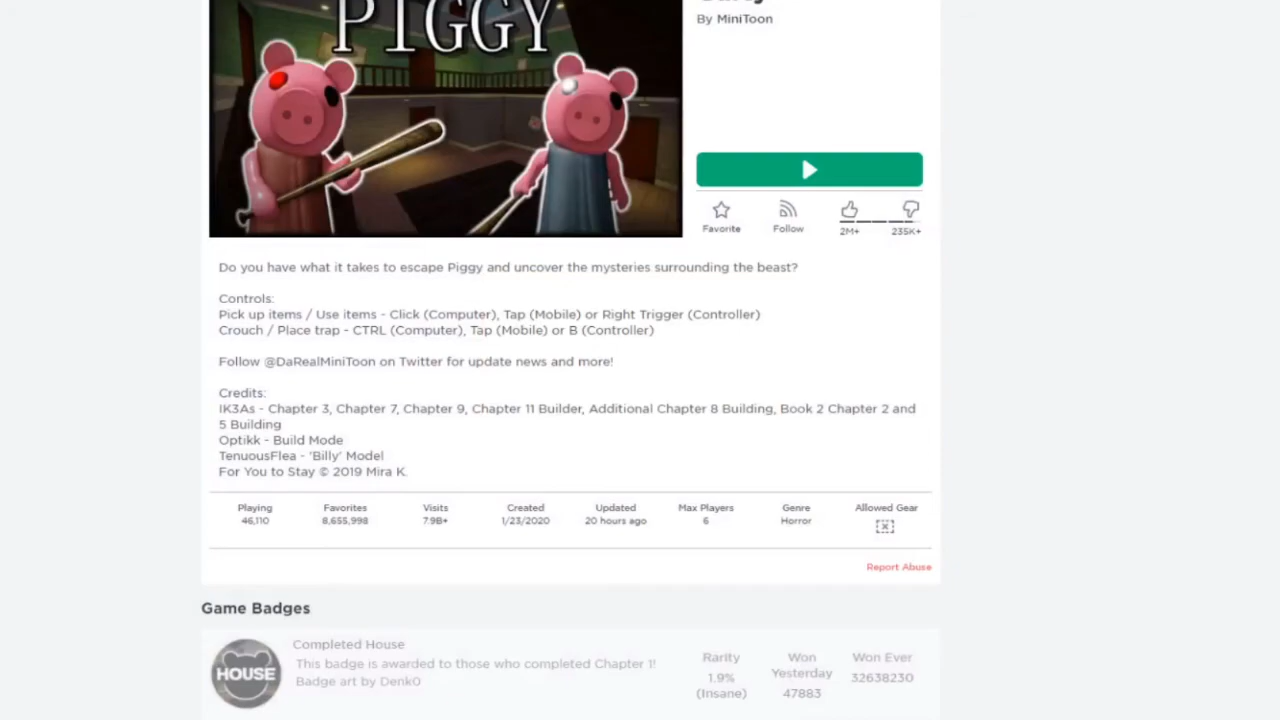 PIGGY
By MiniToon
Favorite
Follow
2M+
235K+
Do you have what it takes to escape Piggy and uncover the mysteries surrounding the beast?
Controls:
Pick up items / Use items - Click (Computer), Tap (Mobile) or Right Trigger (Controller)
Crouch / Place trap - CTRL (Computer), Tap (Mobile) or B (Controller)
Follow @DaRealMiniToon on Twitter for update news and more!
Credits:
IK3As - Chapter 3, Chapter 7, Chapter 9, Chapter 11 Builder, Additional Chapter 8 Building, Book 2 Chapter 2 and
5 Building
Optikk - Build Mode
TenuousFlea - 'Billy' Model
For You to Stay © 2019 Mira K.
Playing Favorites Visits Created Updated Max Players Genre Allowed Gear
46,110 8,655,998 7.9B+ 1/23/2020 20 hours ago 6 Horror
Report Abuse
Game Badges
HOUSE
Completed House
This badge is awarded to those who completed Chapter 1!
Badge art by Denk0
Rarity
1.9%
(Insane)
Won
Yesterday
47883
Won Ever
32638230